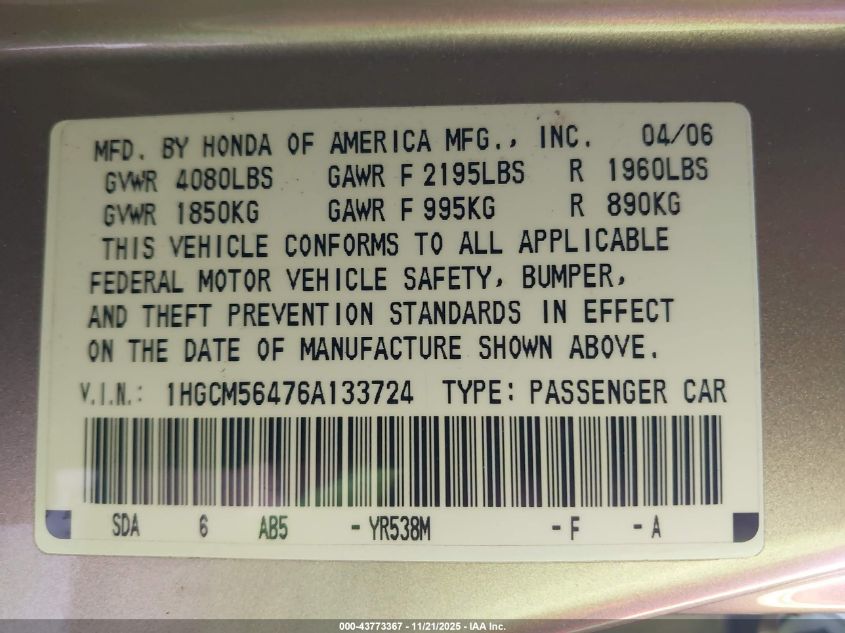 MFD. BY HONDA OF AMERICA MFG., INC. 04/06
GVWR 4080LBS GAWR F 2195LBS R 1960LBS
GVWR 1850KG GAWR F 995KG R 890KG
THIS VEHICLE CONFORMS TO ALL APPLICABLE
FEDERAL MOTOR VEHICLE SAFETY, BUMPER,
AND THEFT PREVENTION STANDARDS IN EFFECT
ON THE DATE OF MANUFACTURE SHOWN ABOVE.
V.I.N.: 1HGCM56476A133724 TYPE: PASSENGER CAR
SDA 6 AB5 - YR538M - F - A
000-43773367 - 11/21/2025 - IAA Inc.